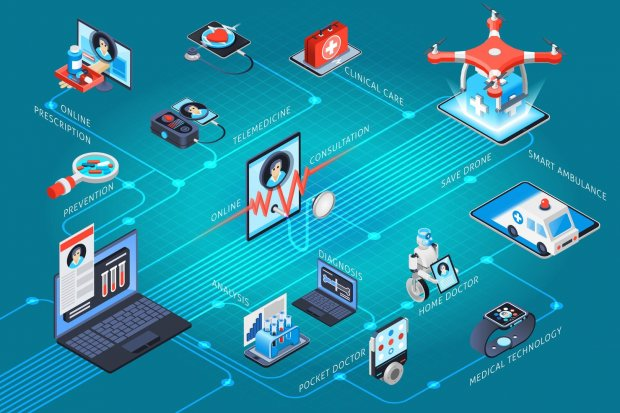 ONLINE
PRESCRIPTION
TELEMEDICINE
CLINICAL CARE
PREVENTION
ONLINE CONSULTATION
SAVE DRONE
SMART AMBULANCE
ANALYSIS
DIAGNOSIS
HOME DOCTOR
POCKET DOCTOR
MEDICAL TECHNOLOGY